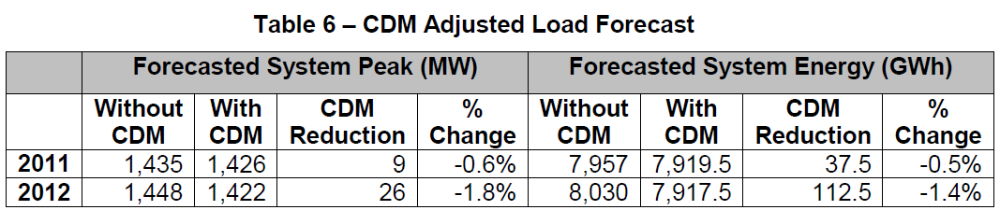 Table 6 – CDM Adjusted Load Forecast
Forecasted System Peak (MW) Forecasted System Energy (GWh)
Without With CDM % Without With CDM %
CDM CDM Reduction Change CDM CDM Reduction Change
2011 1,435 1,426 9 -0.6% 7,957 7,919.5 37.5 -0.5%
2012 1,448 1,422 26 -1.8% 8,030 7,917.5 112.5 -1.4%